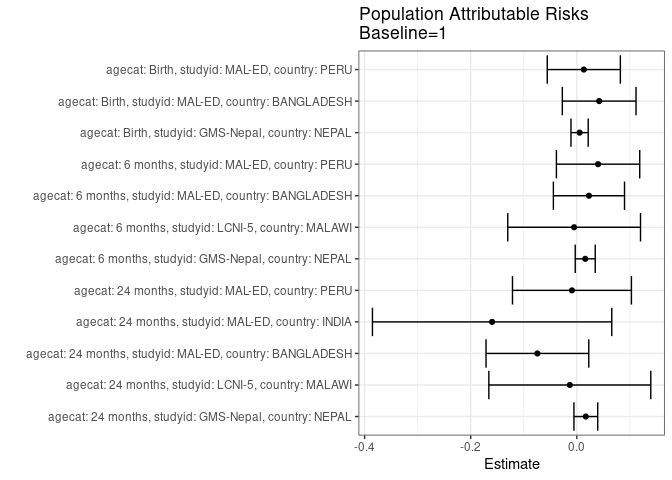 Population Attributable Risks
Baseline=1
agecat: Birth, studyid: MAL-ED, country: PERU
agecat: Birth, studyid: MAL-ED, country: BANGLADESH
agecat: Birth, studyid: GMS-Nepal, country: NEPAL
agecat: 6 months, studyid: MAL-ED, country: PERU
agecat: 6 months, studyid: MAL-ED, country: BANGLADESH
agecat: 6 months, studyid: LCNI-5, country: MALAWI
agecat: 6 months, studyid: GMS-Nepal, country: NEPAL
agecat: 24 months, studyid: MAL-ED, country: PERU
agecat: 24 months, studyid: MAL-ED, country: INDIA
agecat: 24 months, studyid: MAL-ED, country: BANGLADESH
agecat: 24 months, studyid: LCNI-5, country: MALAWI
agecat: 24 months, studyid: GMS-Nepal, country: NEPAL
-0.4 -0.2 0.0
Estimate